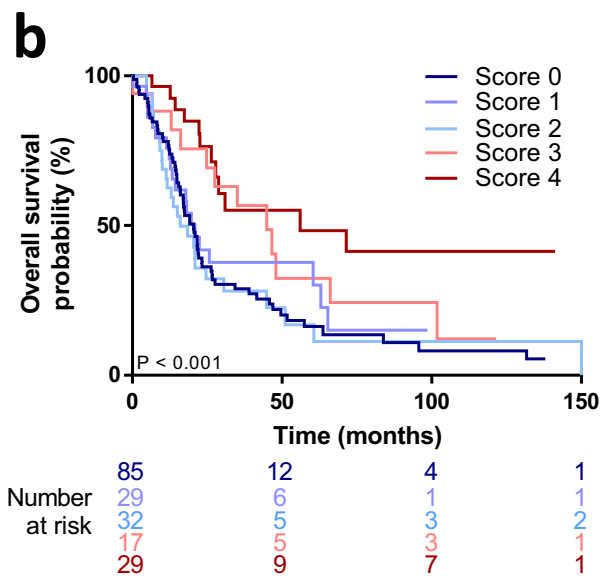 b
100
50
0
Overall survival
probability (%)
Score 0
Score 1
Score 2
Score 3
Score 4
P < 0.001
0 50 100 150
Time (months)
Number
at risk
85 12 4 1
29 6 1 1
32 5 3 2
17 5 3 1
29 9 7 1